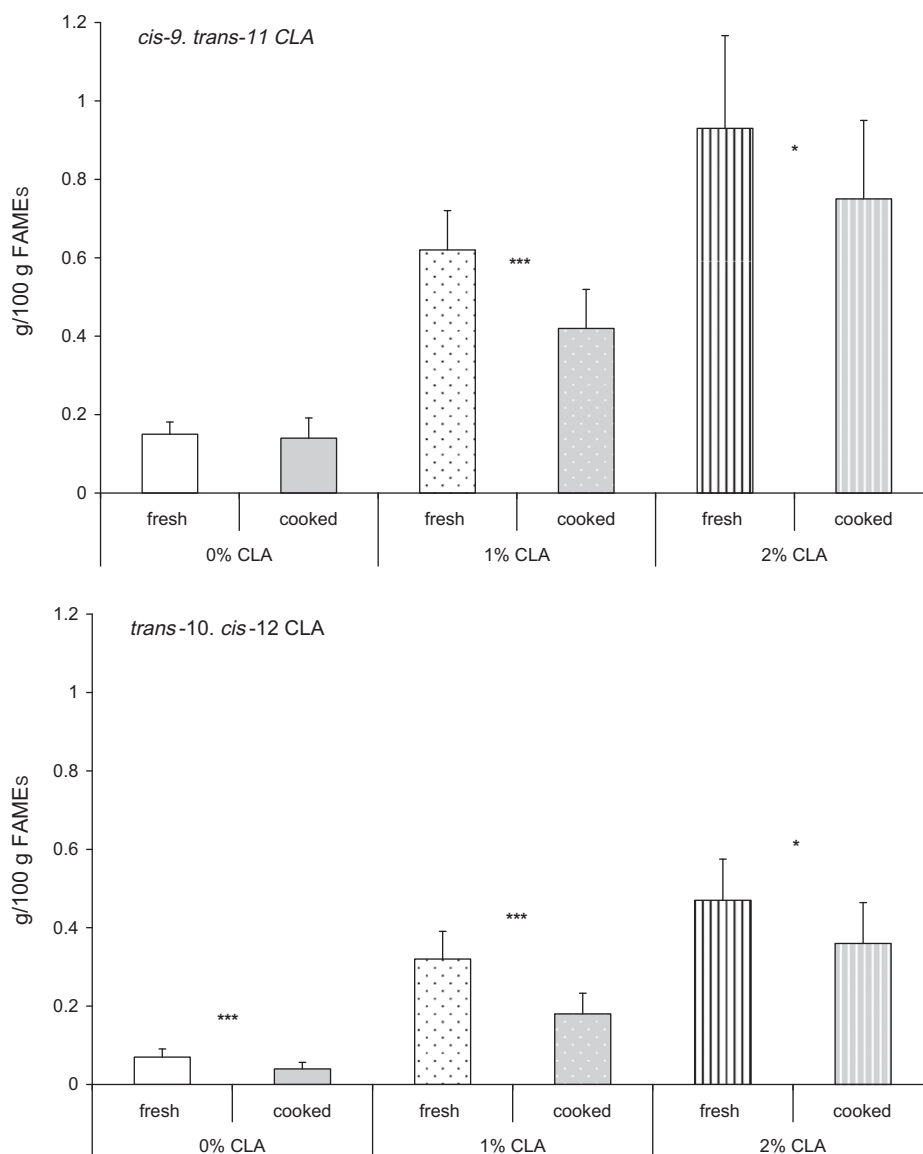 cis-9. trans-11 CLA
1.2
1
0.8
0.6
0.4
0.2
0
g/100 g FAMEs
*
***
fresh cooked fresh cooked fresh cooked
0% CLA 1% CLA 2% CLA
trans-10. cis-12 CLA
1.2
1
0.8
0.6
0.4
0.2
0
g/100 g FAMEs
*
***
***
fresh cooked fresh cooked fresh cooked
0% CLA 1% CLA 2% CLA